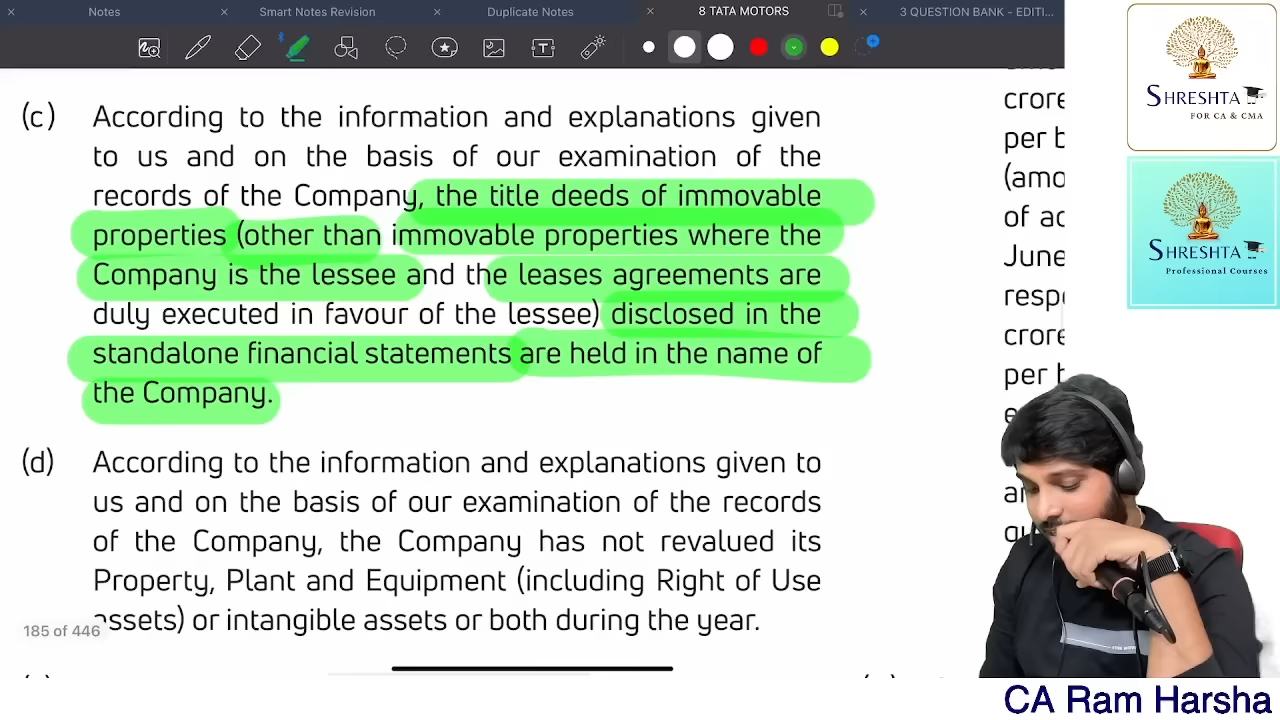 Notes
Smart Notes Revision
Duplicate Notes
8 TATA MOTORS
3 QUESTION BANK - EDITI...
(c) According to the information and explanations given
to us and on the basis of our examination of the
records of the Company, the title deeds of immovable
properties (other than immovable properties where the
Company is the lessee and the leases agreements are
duly executed in favour of the lessee) disclosed in the
standalone financial statements are held in the name of
the Company.
(d) According to the information and explanations given to
us and on the basis of our examination of the records
of the Company, the Company has not revalued its
Property, Plant and Equipment (including Right of Use
assets) or intangible assets or both during the year.
185 of 446
crore
per b
(amo
of ac
June
resp
crore
per b
SHRESHTA
FOR CA & CMA
SHRESHTA
Professional Courses
CA Ram Harsha